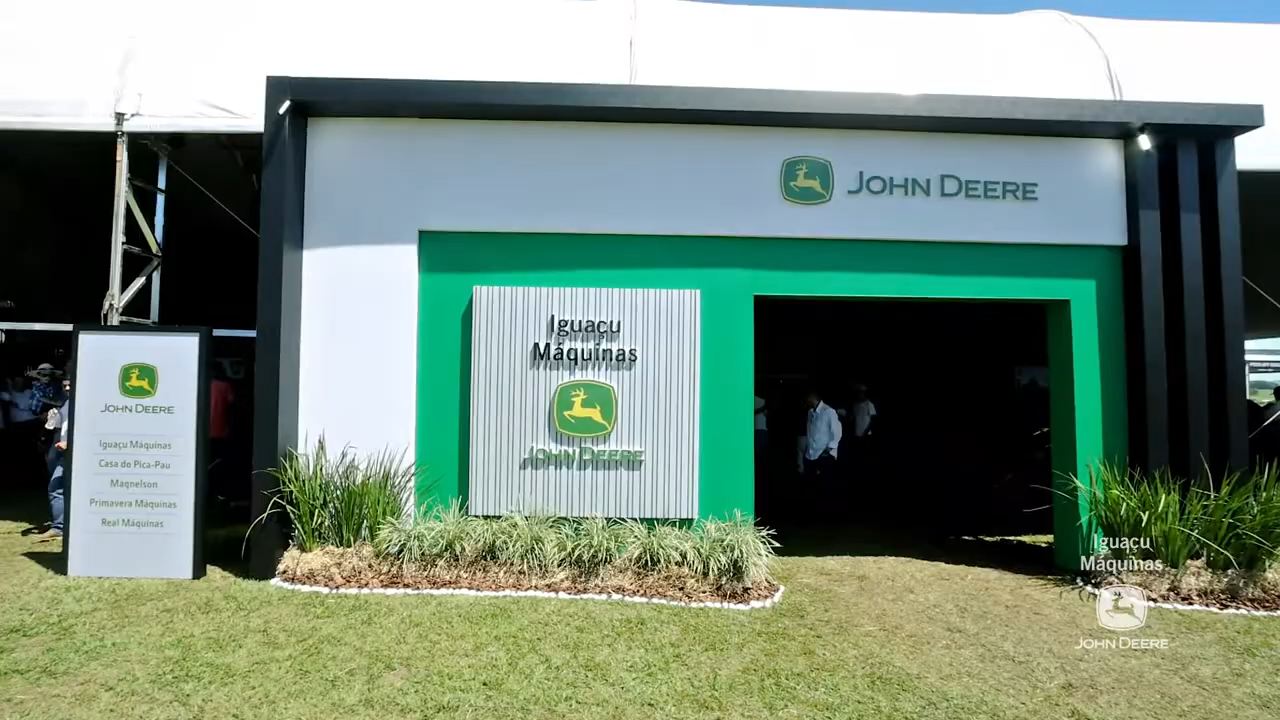 JOHN DEERE
Iguaçu
Máquinas
JOHN DEERE
JOHN DEERE
Iguaçu Máquinas
Casa do Pica-Pau
Maqnelson
Primavera Máquinas
Real Máquinas
Iguaçu
Máquinas
JOHN DEERE